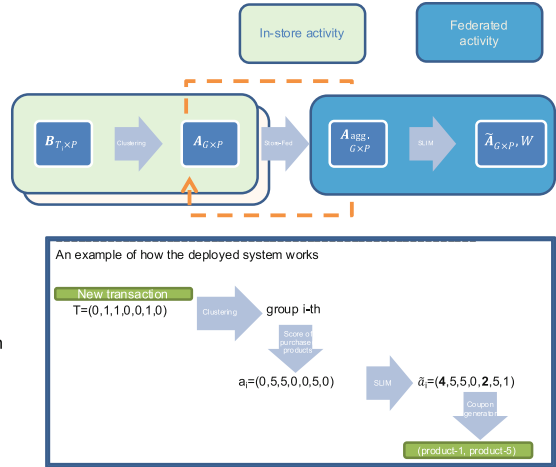 In-store activity
Federated
activity
B_{T_i×P}
Clustering
A_{G×P}
Store-Fed
A_{agg, G×P}
SLIM
Ã_{G×P}, W
An example of how the deployed system works
New transaction
T=(0,1,1,0,0,1,0)
Clustering
group i-th
Score of
purchase
products
n
a_i=(0,5,5,0,0,5,0)
SLIM
ã_i=(4,5,5,0,2,5,1)
Coupon
generator
(product-1, product-5)